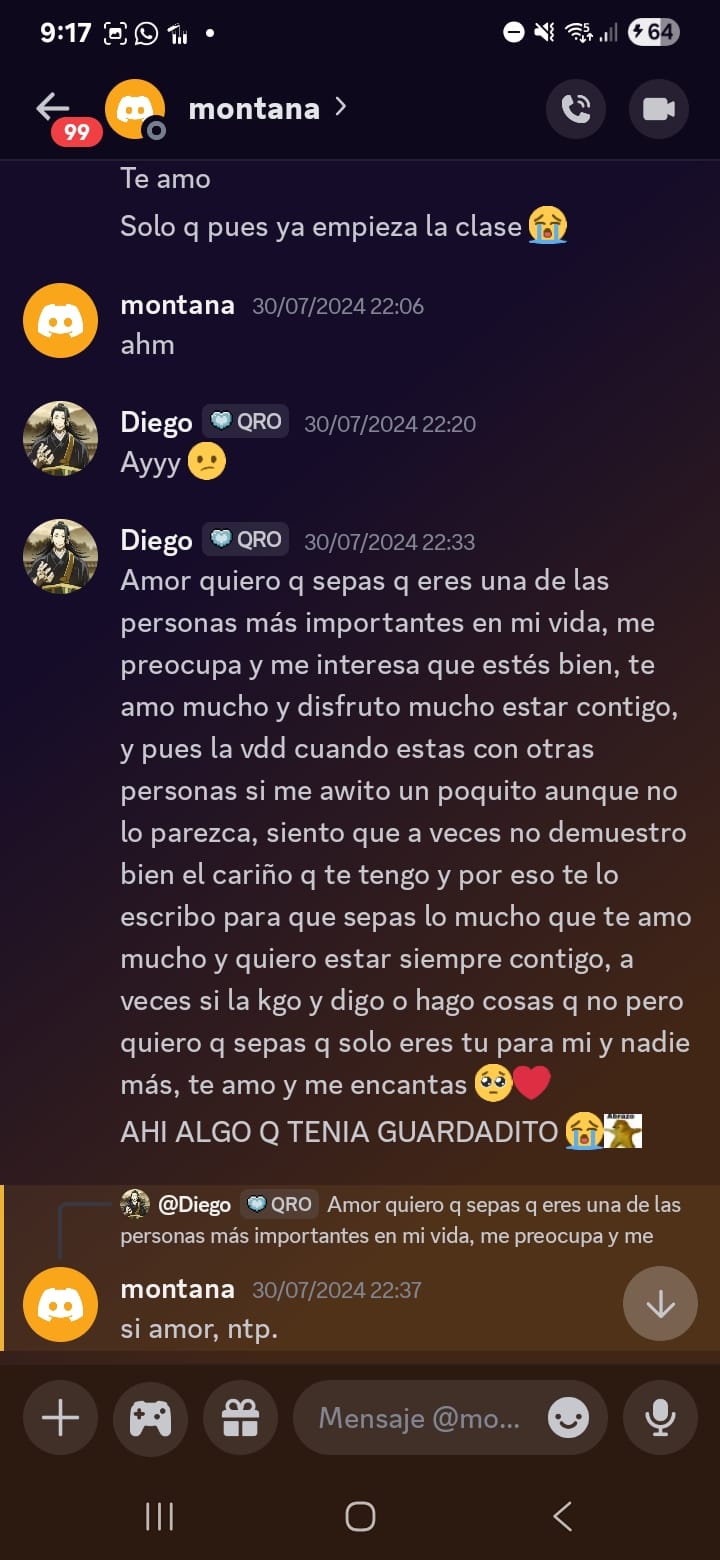 9:17
64
99
montana
Te amo
Solo q pues ya empieza la clase 😭
montana 30/07/2024 22:06
ahm
Diego QRO 30/07/2024 22:20
Ayyy 😕
Diego QRO 30/07/2024 22:33
Amor quiero q sepas q eres una de las
personas más importantes en mi vida, me
preocupa y me interesa que estés bien, te
amo mucho y disfruto mucho estar contigo,
y pues la vdd cuando estas con otras
personas si me awito un poquito aunque no
lo parezca, siento que a veces no demuestro
bien el cariño q te tengo y por eso te lo
escribo para que sepas lo mucho que te amo
mucho y quiero estar siempre contigo, a
veces si la kgo y digo o hago cosas q no pero
quiero q sepas q solo eres tu para mi y nadie
más, te amo y me encantas 🥺❤️
AHI ALGO Q TENIA GUARDADITO 😭 Abrazo
@Diego QRO Amor quiero q sepas q eres una de las
personas más importantes en mi vida, me preocupa y me
montana 30/07/2024 22:37
si amor, ntp.
Mensaje @mo...